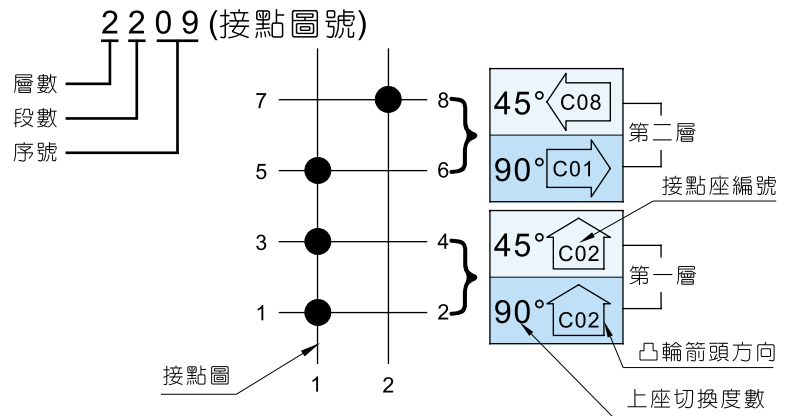 2209 (接點圖號)
層數
段數
序號
7 8
5 6
3 4
1 2
1 2
接點圖
45° C08
90° C01
第二層
接點座編號
45° C02
90° C02
第一層
凸輪箭頭方向
上座切換度數